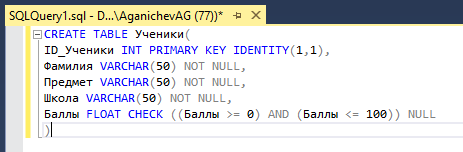 SQLQuery1.sql - D...\AganichevAG (77))*
CREATE TABLE Ученики(
ID_Ученики INT PRIMARY KEY IDENTITY(1,1),
Фамилия VARCHAR(50) NOT NULL,
Предмет VARCHAR(50) NOT NULL,
Школа VARCHAR(50) NOT NULL,
Баллы FLOAT CHECK ((Баллы >= 0) AND (Баллы <= 100)) NULL
)